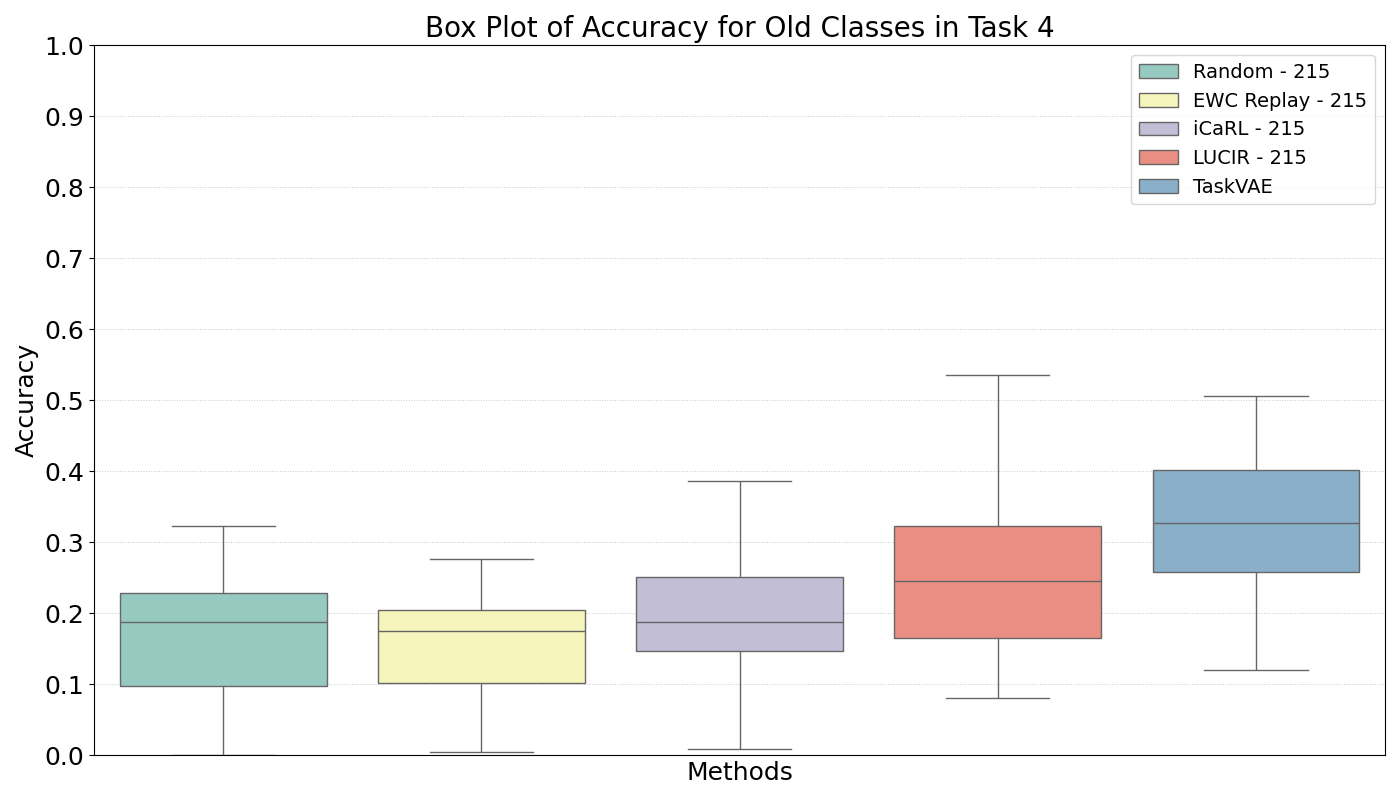 Box Plot of Accuracy for Old Classes in Task 4
1.0
0.9
0.8
0.7
0.6
0.5
0.4
0.3
0.2
0.1
0.0
Accuracy
Methods
Random - 215
EWC Replay - 215
iCaRL - 215
LUCIR - 215
TaskVAE